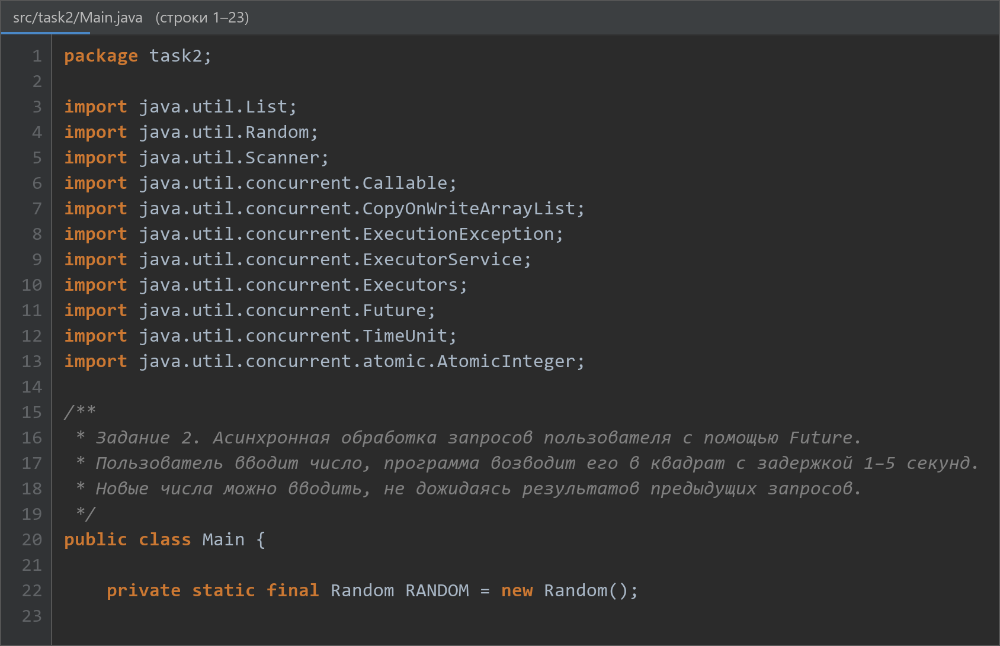 src/task2/Main.java (строки 1–23)
1 package task2;
2
3 import java.util.List;
4 import java.util.Random;
5 import java.util.Scanner;
6 import java.util.concurrent.Callable;
7 import java.util.concurrent.CopyOnWriteArrayList;
8 import java.util.concurrent.ExecutionException;
9 import java.util.concurrent.ExecutorService;
10 import java.util.concurrent.Executors;
11 import java.util.concurrent.Future;
12 import java.util.concurrent.TimeUnit;
13 import java.util.concurrent.atomic.AtomicInteger;
14
15 /**
16  * Задание 2. Асинхронная обработка запросов пользователя с помощью Future.
17  * Пользователь вводит число, программа возводит его в квадрат с задержкой 1–5 секунд.
18  * Новые числа можно вводить, не дожидаясь результатов предыдущих запросов.
19  */
20 public class Main {
21
22     private static final Random RANDOM = new Random();
23